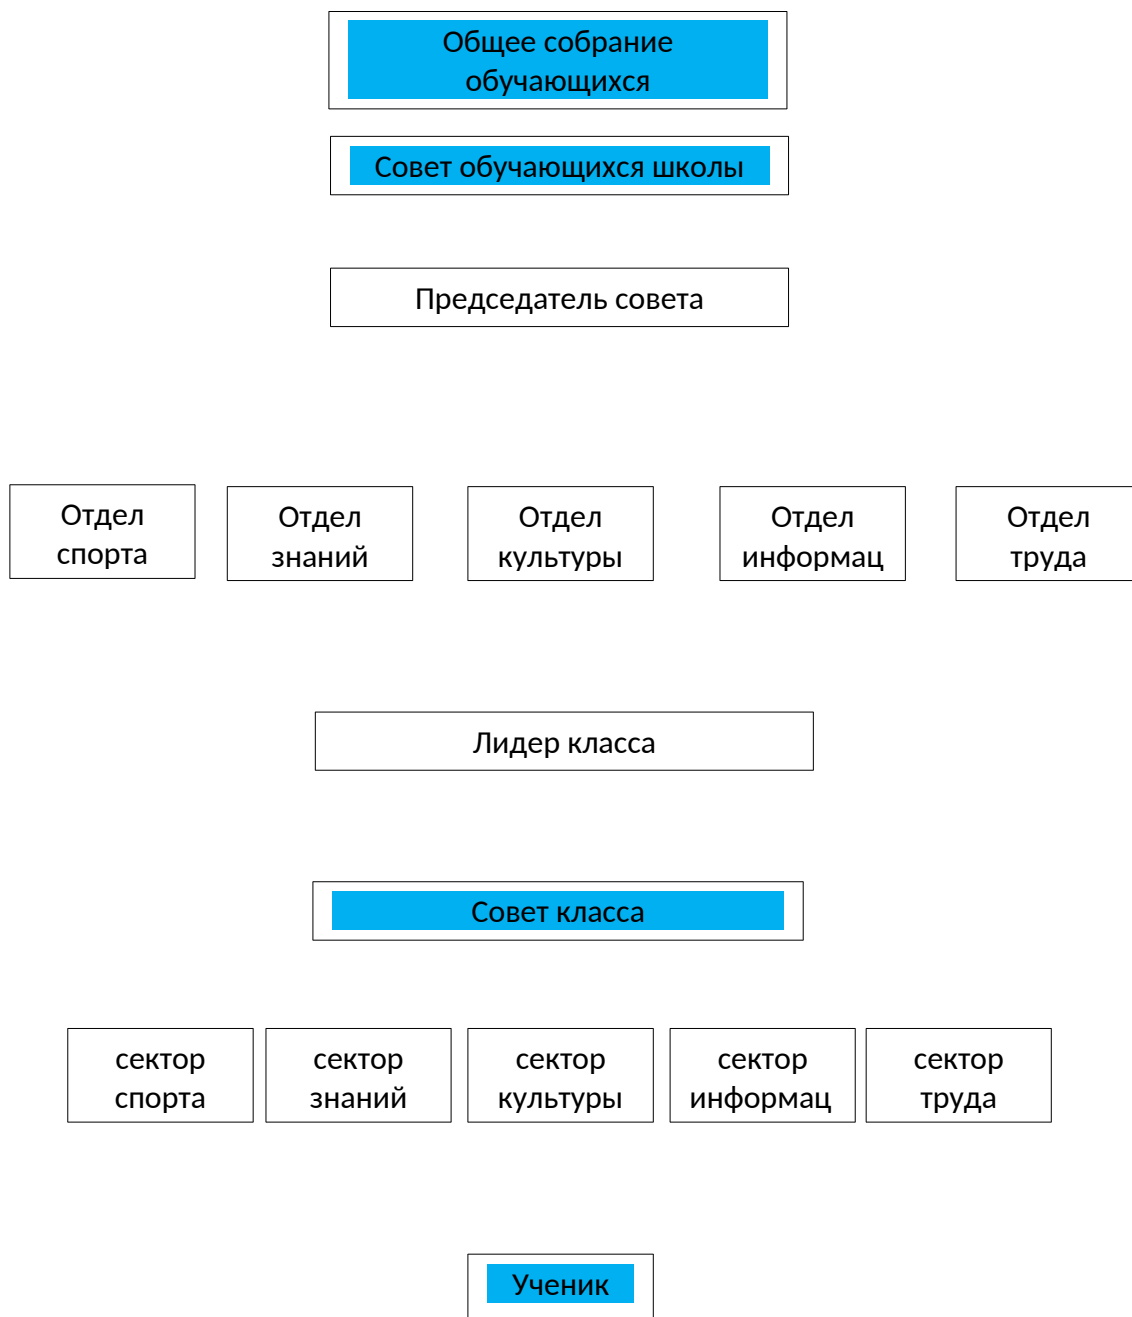 Общее собрание
обучающихся
Совет обучающихся школы
Председатель совета
Отдел
спорта
Отдел
знаний
Отдел
культуры
Отдел
информац
Отдел
труда
Лидер класса
Совет класса
сектор
спорта
сектор
знаний
сектор
культуры
сектор
информац
сектор
труда
Ученик